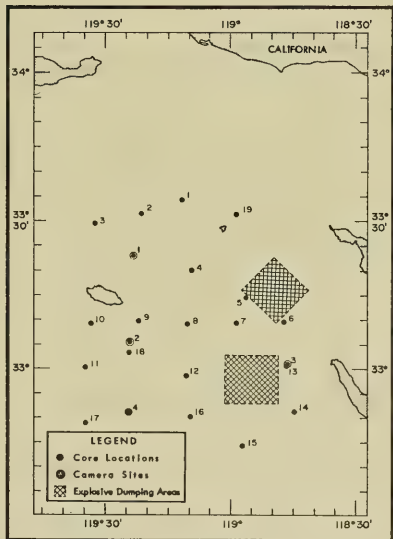 119° 30' 119° 118° 30'
CALIFORNIA
34° 34°
1
2 19
3
33° 30' 33° 30'
1
4
5
10 9 8 7 6
2
18
33° 3 33°
11 13
12
4 16 14
17
15
LEGEND
Core Locations
Camera Sites
Explosive Dumping Areas
119° 30' 119° 118° 30'